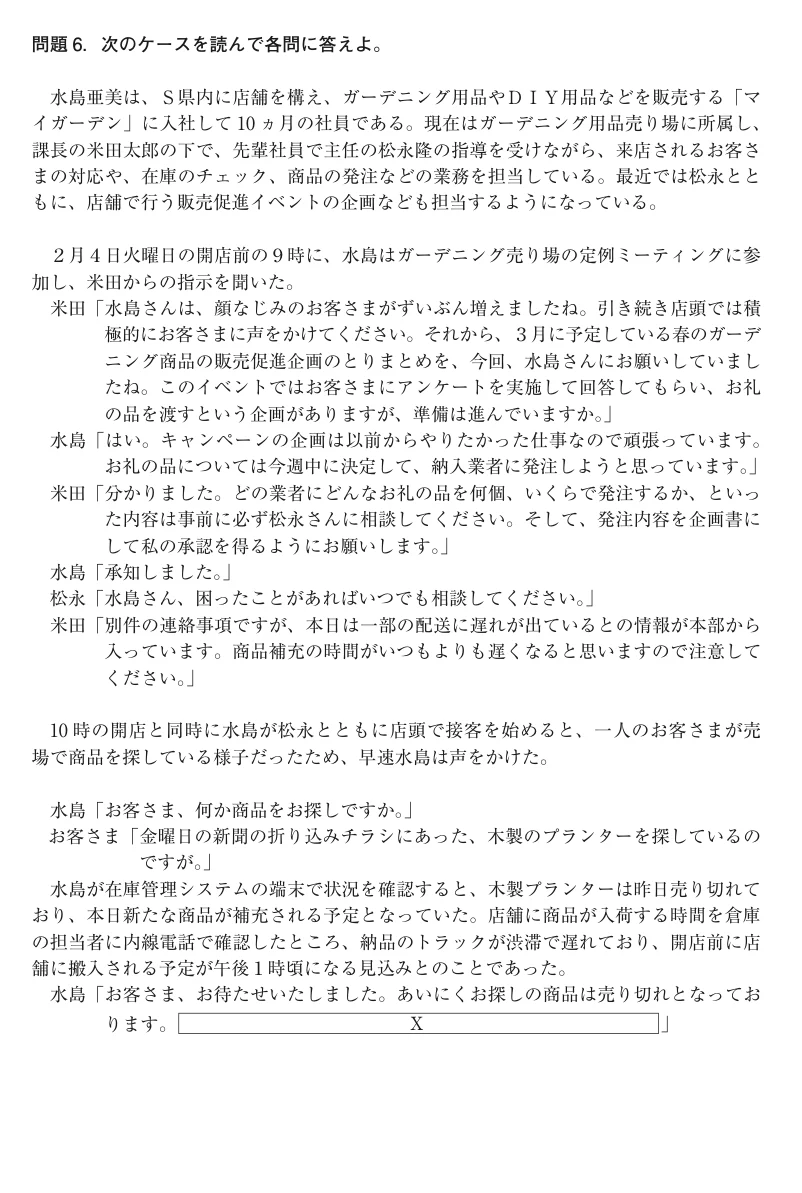 問題６. 次のケースを読んで各問に答えよ。
水島亜美は、Ｓ県内に店舗を構え、ガーデニング用品やＤＩＹ用品などを販売する「マ
イガーデン」に入社して 10 ヵ月の社員である。現在はガーデニング用品売り場に所属し、
課長の米田太郎の下で、先輩社員で主任の松永隆の指導を受けながら、来店されるお客さ
まの対応や、在庫のチェック、商品の発注などの業務を担当している。最近では松永とと
もに、店舗で行う販売促進イベントの企画なども担当するようになっている。
２月４日火曜日の開店前の９時に、水島はガーデニング売り場の定例ミーティングに参
加し、米田からの指示を聞いた。
米田「水島さんは、顔なじみのお客さまがずいぶん増えましたね。引き続き店頭では積
極的にお客さまに声をかけてください。それから、３月に予定している春のガーデ
ニング商品の販売促進企画のとりまとめを、今回、水島さんにお願いしていまし
たね。このイベントではお客さまにアンケートを実施して回答してもらい、お礼
の品を渡すという企画がありますが、準備は進んでいますか。」
水島「はい。キャンペーンの企画は以前からやりたかった仕事なので頑張っています。
お礼の品については今週中に決定して、納入業者に発注しようと思っています。」
米田「分かりました。どの業者にどんなお礼の品を何個、いくらで発注するか、といっ
た内容は事前に必ず松永さんに相談してください。そして、発注内容を企画書に
して私の承認を得るようにお願いします。」
水島「承知しました。」
松永「水島さん、困ったことがあればいつでも相談してください。」
米田「別件の連絡事項ですが、本日は一部の配送に遅れが出ているとの情報が本部から
入っています。商品補充の時間がいつもよりも遅くなると思いますので注意して
ください。」
10 時の開店と同時に水島が松永とともに店頭で接客を始めると、一人のお客さまが売
場で商品を探している様子だったため、早速水島は声をかけた。
水島「お客さま、何か商品をお探しですか。」
お客さま「金曜日の新聞の折り込みチラシにあった、木製のプランターを探しているの
ですが。」
水島が在庫管理システムの端末で状況を確認すると、木製プランターは昨日売り切れて
おり、本日新たな商品が補充される予定となっていた。店舗に商品が入荷する時間を倉庫
の担当者に内線電話で確認したところ、納品のトラックが渋滞で遅れており、開店前に店
舗に搬入される予定が午後１時頃になる見込みとのことであった。
水島「お客さま、お待たせいたしました。あいにくお探しの商品は売り切れとなってお
ります。 Ｘ 」